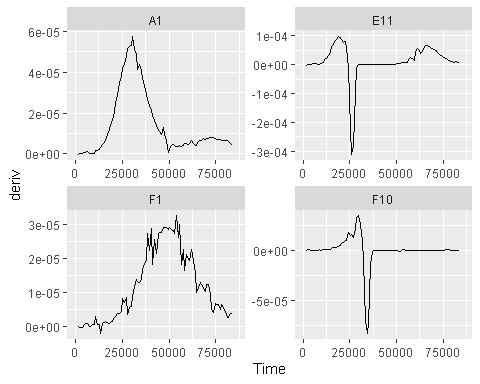 A1
E11
6e-05
4e-05
2e-05
0e+00
1e-04
0e+00
-1e-04
-2e-04
-3e-04
0
25000
50000
75000
0
25000
50000
75000
F1
F10
deriv
3e-05
2e-05
1e-05
0e+00
0e+00
-5e-05
0
25000
50000
75000
0
25000
50000
75000
Time